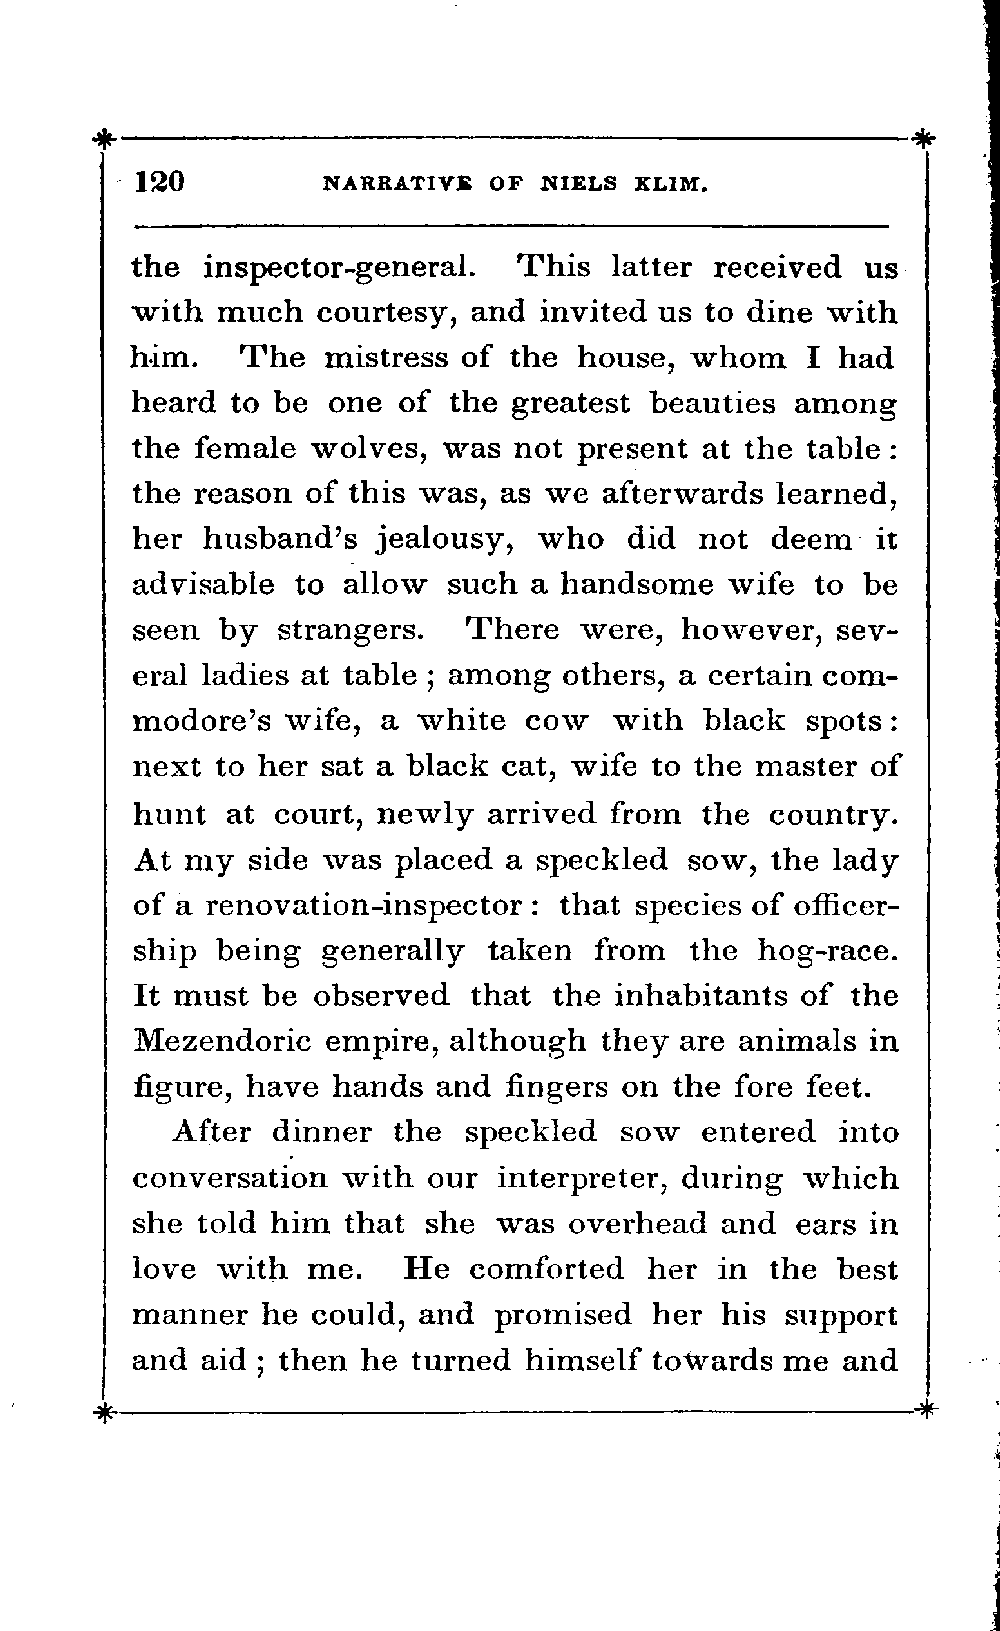 120 NARRATIVE OF NIELS KLIM.
the inspector-general. This latter received us
with much courtesy, and invited us to dine with
him. The mistress of the house, whom I had
heard to be one of the greatest beauties among
the female wolves, was not present at the table :
the reason of this was, as we afterwards learned,
her husband's jealousy, who did not deem it
advisable to allow such a handsome wife to be
seen by strangers. There were, however, sev-
eral ladies at table ; among others, a certain com-
modore's wife, a white cow with black spots :
next to her sat a black cat, wife to the master of
hunt at court, newly arrived from the country.
At my side was placed a speckled sow, the lady
of a renovation-inspector : that species of officer-
ship being generally taken from the hog-race.
It must be observed that the inhabitants of the
Mezendoric empire, although they are animals in
figure, have hands and fingers on the fore feet.
After dinner the speckled sow entered into
conversation with our interpreter, during which
she told him that she was overhead and ears in
love with me. He comforted her in the best
manner he could, and promised her his support
and aid ; then he turned himself towards me and